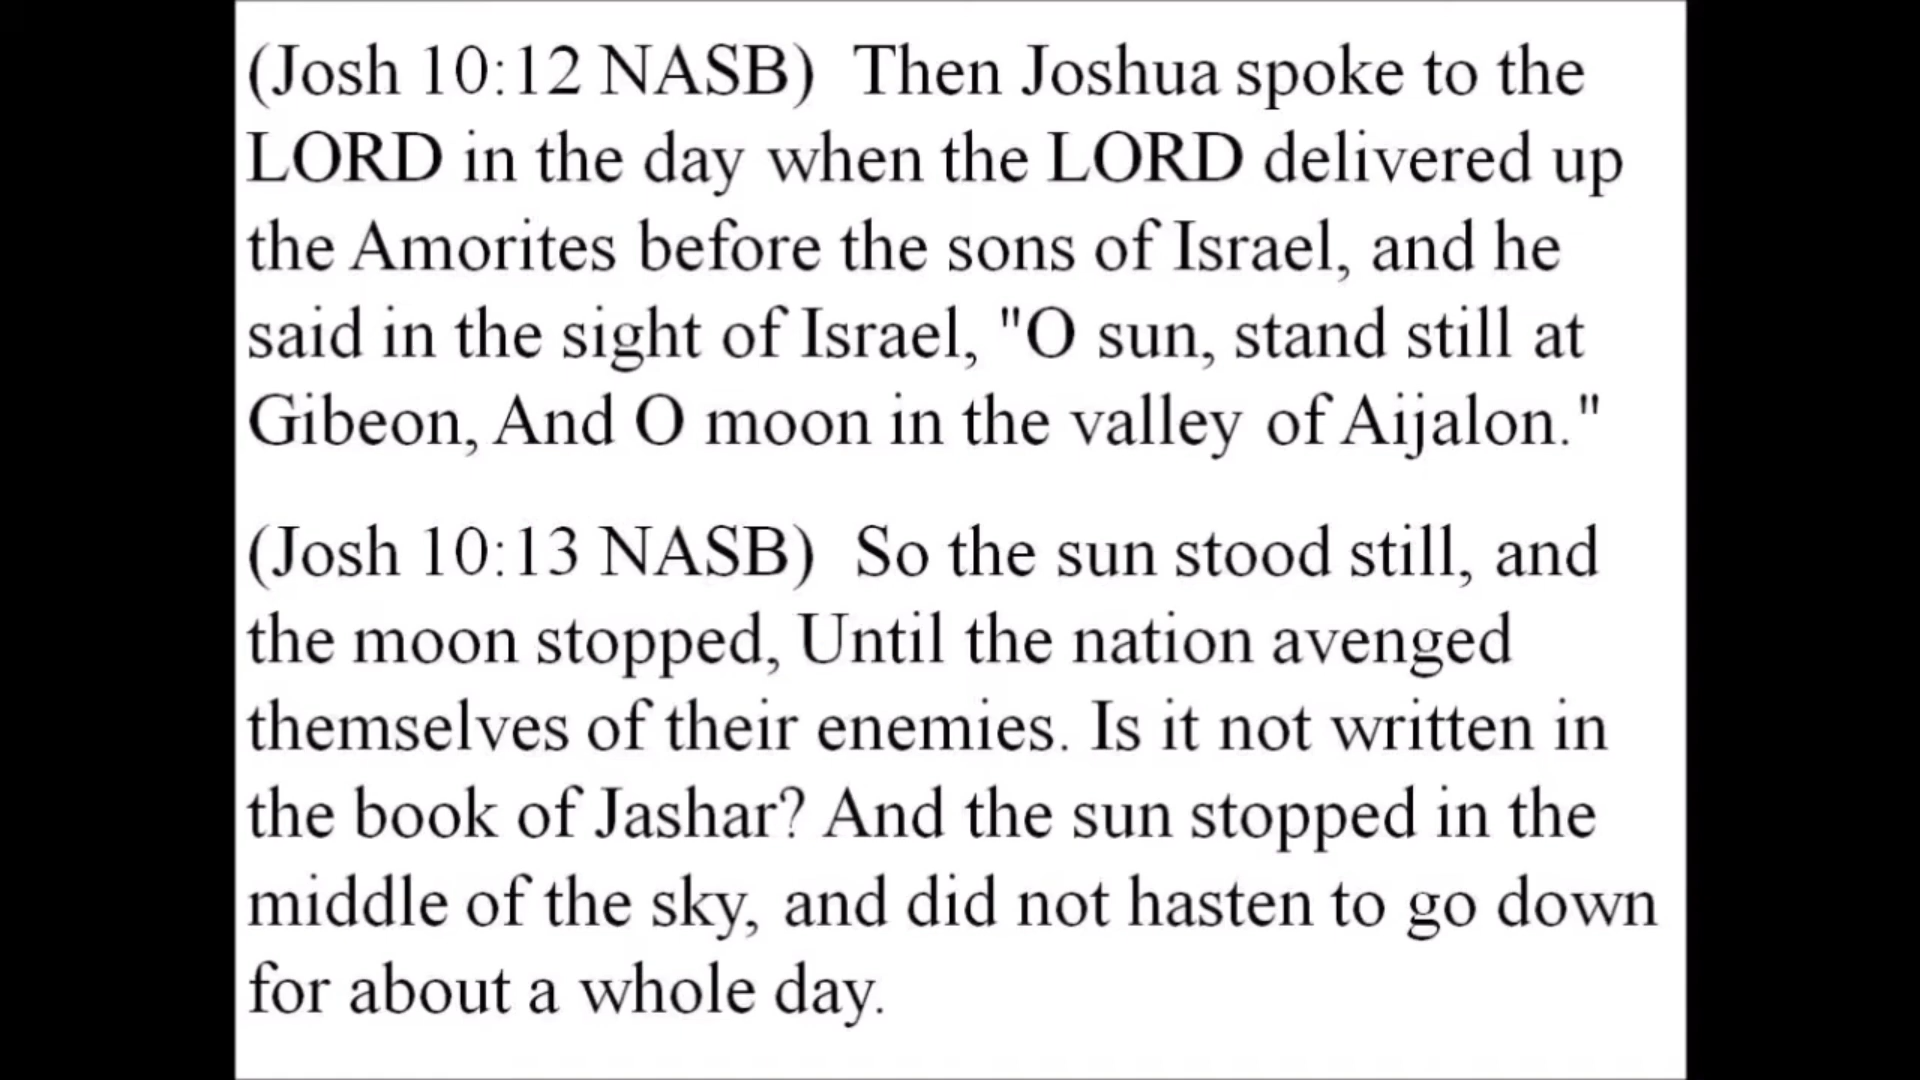 (Josh 10:12 NASB)  Then Joshua spoke to the
LORD in the day when the LORD delivered up
the Amorites before the sons of Israel, and he
said in the sight of Israel, "O sun, stand still at
Gibeon, And O moon in the valley of Aijalon."
(Josh 10:13 NASB)  So the sun stood still, and
the moon stopped, Until the nation avenged
themselves of their enemies. Is it not written in
the book of Jashar? And the sun stopped in the
middle of the sky, and did not hasten to go down
for about a whole day.